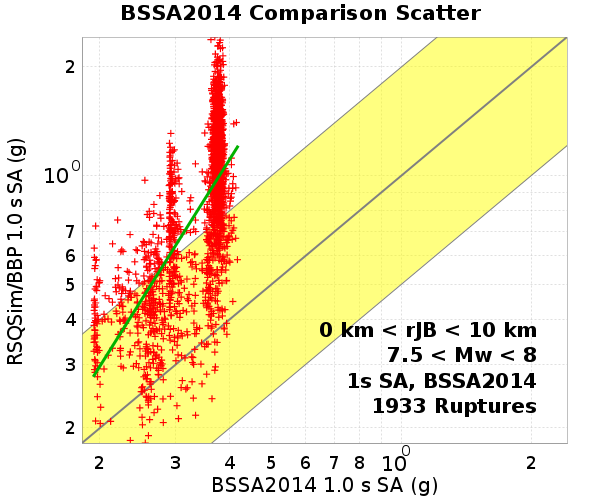 BSSA2014 Comparison Scatter
RSQSim/BBP 1.0 s SA (g)
2
10^0
7
6
5
4
3
2
0 km < rJB < 10 km
7.5 < Mw < 8
1s SA, BSSA2014
1933 Ruptures
2 3 4 5 6 7 8 10^0 2
BSSA2014 1.0 s SA (g)